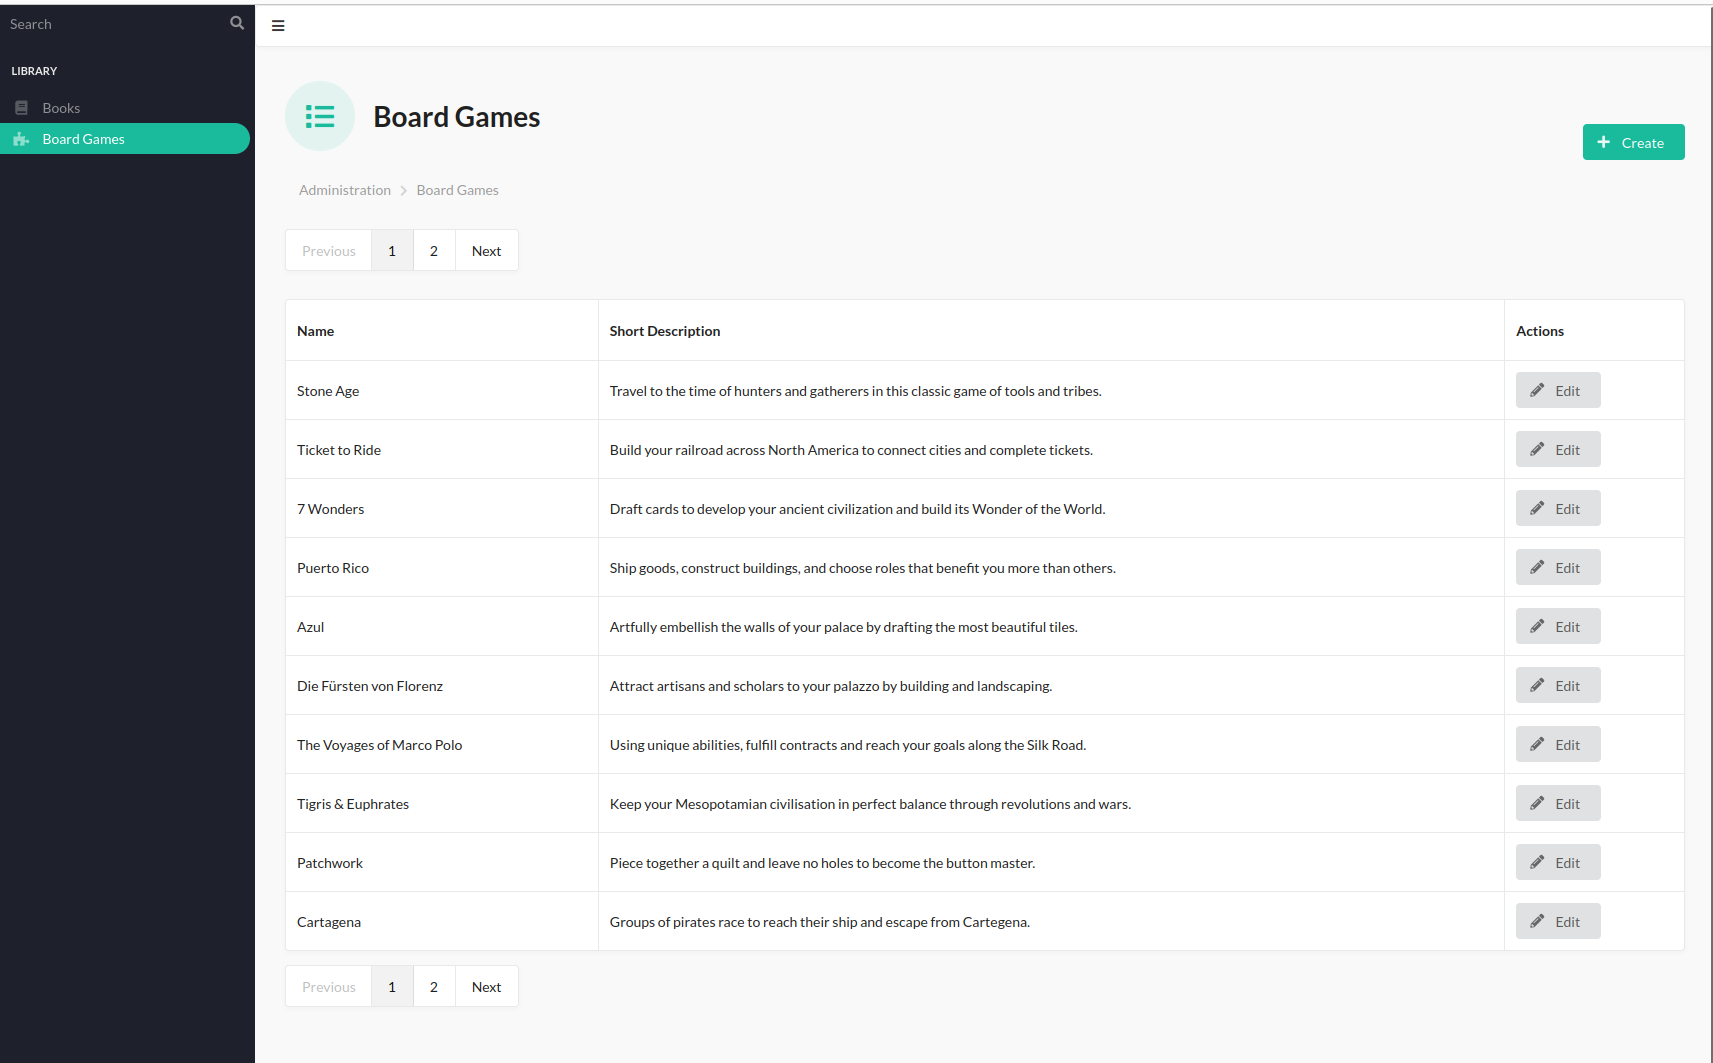 Search
LIBRARY
Books
Board Games
Board Games
Create
Administration Board Games
Previous 1 2 Next
Name Short Description Actions
Stone Age Travel to the time of hunters and gatherers in this classic game of tools and tribes. Edit
Ticket to Ride Build your railroad across North America to connect cities and complete tickets. Edit
7 Wonders Draft cards to develop your ancient civilization and build its Wonder of the World. Edit
Puerto Rico Ship goods, construct buildings, and choose roles that benefit you more than others. Edit
Azul Artfully embellish the walls of your palace by drafting the most beautiful tiles. Edit
Die Fürsten von Florenz Attract artisans and scholars to your palazzo by building and landscaping. Edit
The Voyages of Marco Polo Using unique abilities, fulfill contracts and reach your goals along the Silk Road. Edit
Tigris & Euphrates Keep your Mesopotamian civilisation in perfect balance through revolutions and wars. Edit
Patchwork Piece together a quilt and leave no holes to become the button master. Edit
Cartagena Groups of pirates race to reach their ship and escape from Cartegena. Edit
Previous 1 2 Next